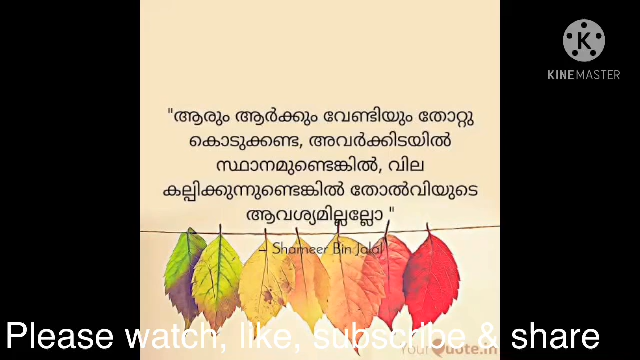 KINEMASTER
"ആരും ആർക്കും വേണ്ടിയും തോറ്റു
കൊടുക്കണ്ട, അവർക്കിടയിൽ
സ്ഥാനമുണ്ടെങ്കിൽ, വില
കല്പിക്കുന്നുണ്ടെങ്കിൽ തോൽവിയുടെ
ആവശ്യമില്ലല്ലോ "
– Shameer Bin Jalal
Please watch, like, subscribe & share
YourQuote.in